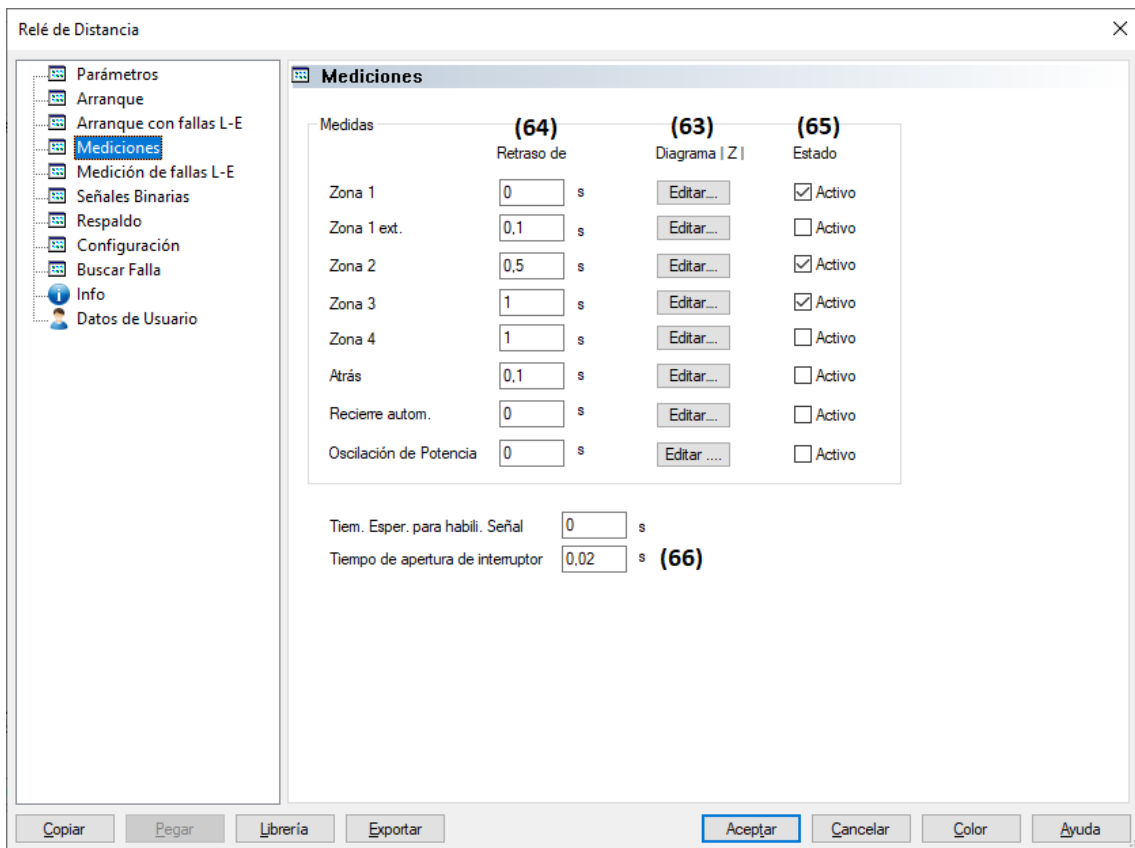 Relé de Distancia
Parámetros
Arranque
Arranque con fallas L-E
Mediciones
Medición de fallas L-E
Señales Binarias
Respaldo
Configuración
Buscar Falla
Info
Datos de Usuario
Mediciones
Medidas (64) (63) (65)
Retraso de Diagrama | Z | Estado
Zona 1 0 s Editar... Activo
Zona 1 ext. 0,1 s Editar... Activo
Zona 2 0,5 s Editar... Activo
Zona 3 1 s Editar... Activo
Zona 4 1 s Editar... Activo
Atrás 0,1 s Editar... Activo
Recierre autom. 0 s Editar... Activo
Oscilación de Potencia 0 s Editar .... Activo
Tiem. Esper. para habili. Señal 0 s
Tiempo de apertura de interruptor 0,02 s (66)
Copiar Pegar Librería Exportar Aceptar Cancelar Color Ayuda